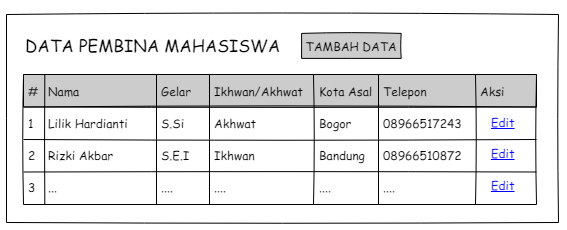 DATA PEMBINA MAHASISWA TAMBAH DATA
# Nama Gelar Ikhwan/Akhwat Kota Asal Telepon Aksi
1 Lilik Hardianti S.Si Akhwat Bogor 08966517243 Edit
2 Rizki Akbar S.E.I Ikhwan Bandung 08966510872 Edit
3 ... .... .... .... .... Edit